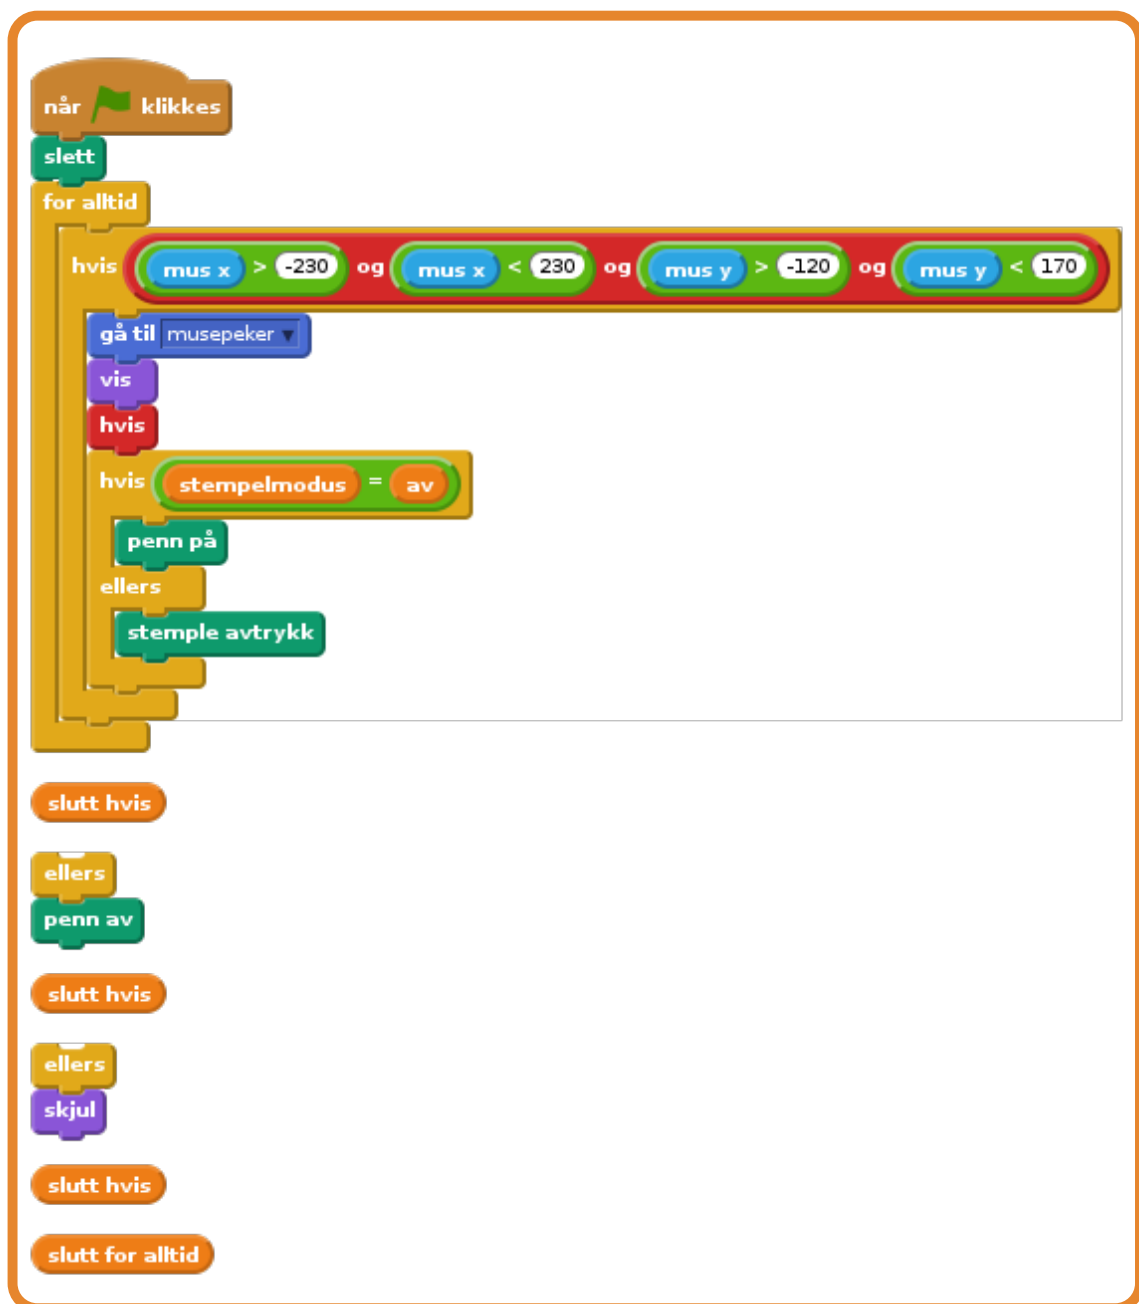 når klikkes
slett
for alltid
hvis mus x > -230 og mus x < 230 og mus y > -120 og mus y < 170
gå til musepeker
vis
hvis
hvis stempelmodus = av
penn på
ellers
stemple avtrykk
slutt hvis
ellers
penn av
slutt hvis
ellers
skjul
slutt hvis
slutt for alltid